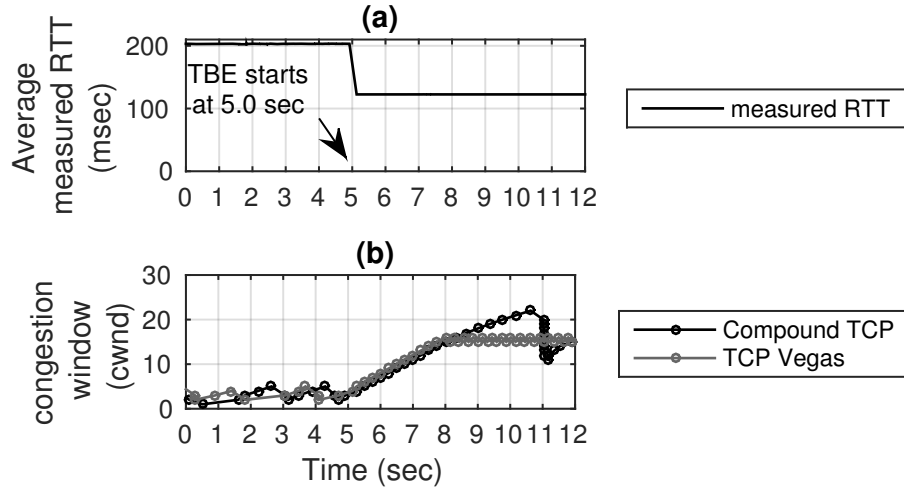 (a)
200
100
0
Average
measured RTT
(msec)
TBE starts
at 5.0 sec
0 1 2 3 4 5 6 7 8 9 10 11 12
measured RTT
(b)
30
20
10
0
congestion
window
(cwnd)
0 1 2 3 4 5 6 7 8 9 10 11 12
Time (sec)
Compound TCP
TCP Vegas